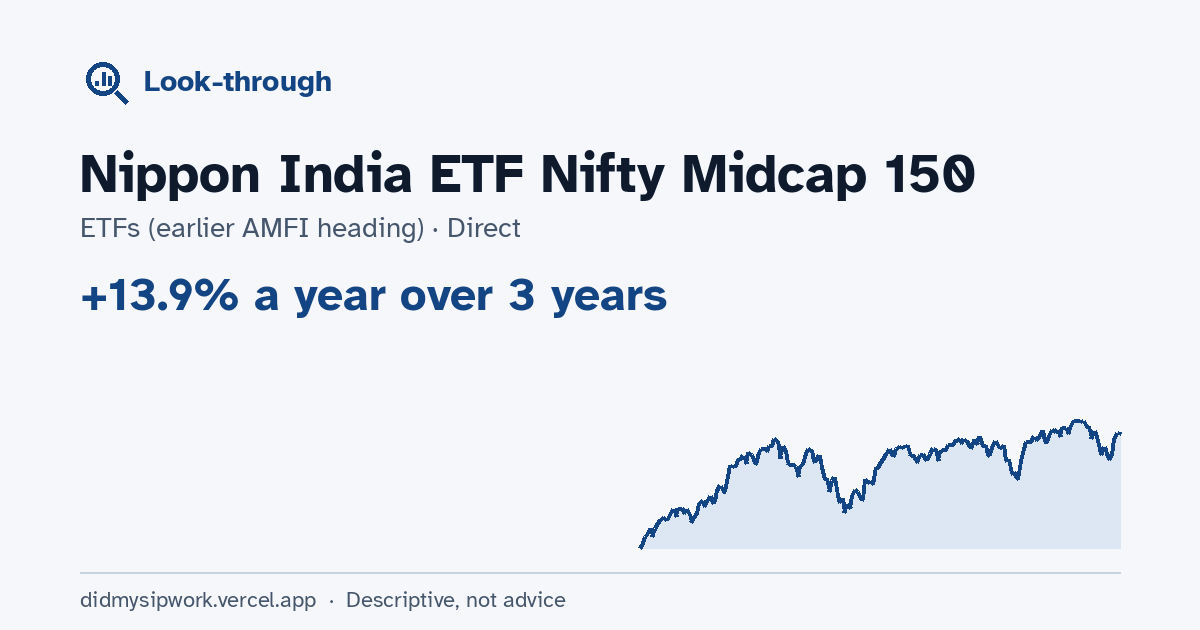 Look-through
Nippon India ETF Nifty Midcap 150
ETFs (earlier AMFI heading) · Direct
+13.9% a year over 3 years
didmysipwork.vercel.app · Descriptive, not advice